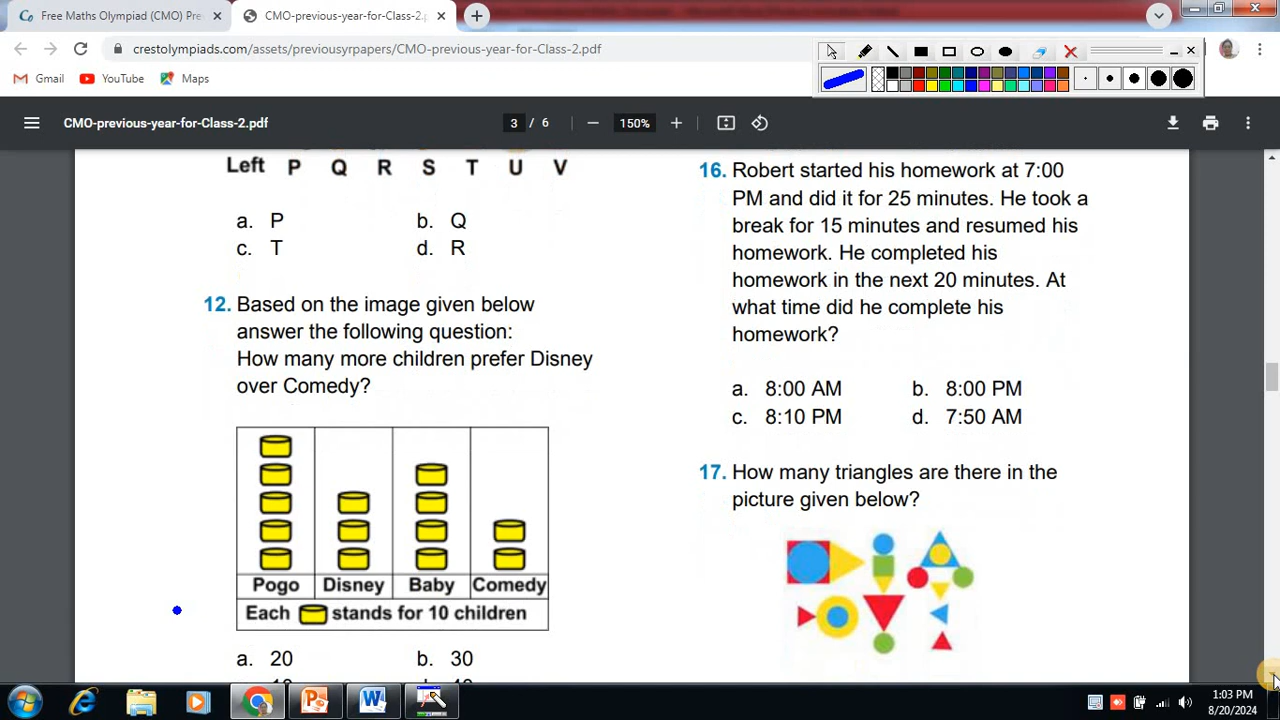 Free Maths Olympiad (CMO) Pre
CMO-previous-year-for-Class-2.p
crestolympiads.com/assets/previousyrpapers/CMO-previous-year-for-Class-2.pdf
Gmail
YouTube
Maps
CMO-previous-year-for-Class-2.pdf
3 / 6
150%
Left P Q R S T U V
a. P
b. Q
c. T
d. R
12. Based on the image given below
answer the following question:
How many more children prefer Disney
over Comedy?
Pogo Disney Baby Comedy
Each stands for 10 children
a. 20
b. 30
16. Robert started his homework at 7:00
PM and did it for 25 minutes. He took a
break for 15 minutes and resumed his
homework. He completed his
homework in the next 20 minutes. At
what time did he complete his
homework?
a. 8:00 AM
b. 8:00 PM
c. 8:10 PM
d. 7:50 AM
17. How many triangles are there in the
picture given below?
1:03 PM
8/20/2024